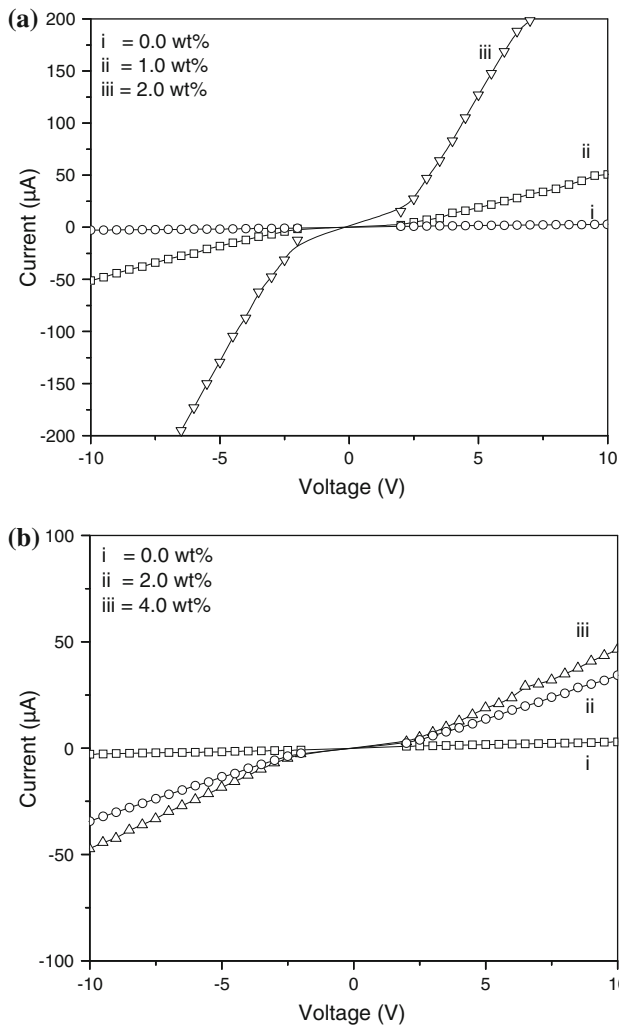 (a)
200
150
100
50
0
-50
-100
-150
-200
Current (µA)
i = 0.0 wt%
ii = 1.0 wt%
iii = 2.0 wt%
iii
ii
i
-10
-5
0
5
10
Voltage (V)
(b)
100
50
0
-50
-100
Current (µA)
i = 0.0 wt%
ii = 2.0 wt%
iii = 4.0 wt%
iii
ii
i
-10
-5
0
5
10
Voltage (V)